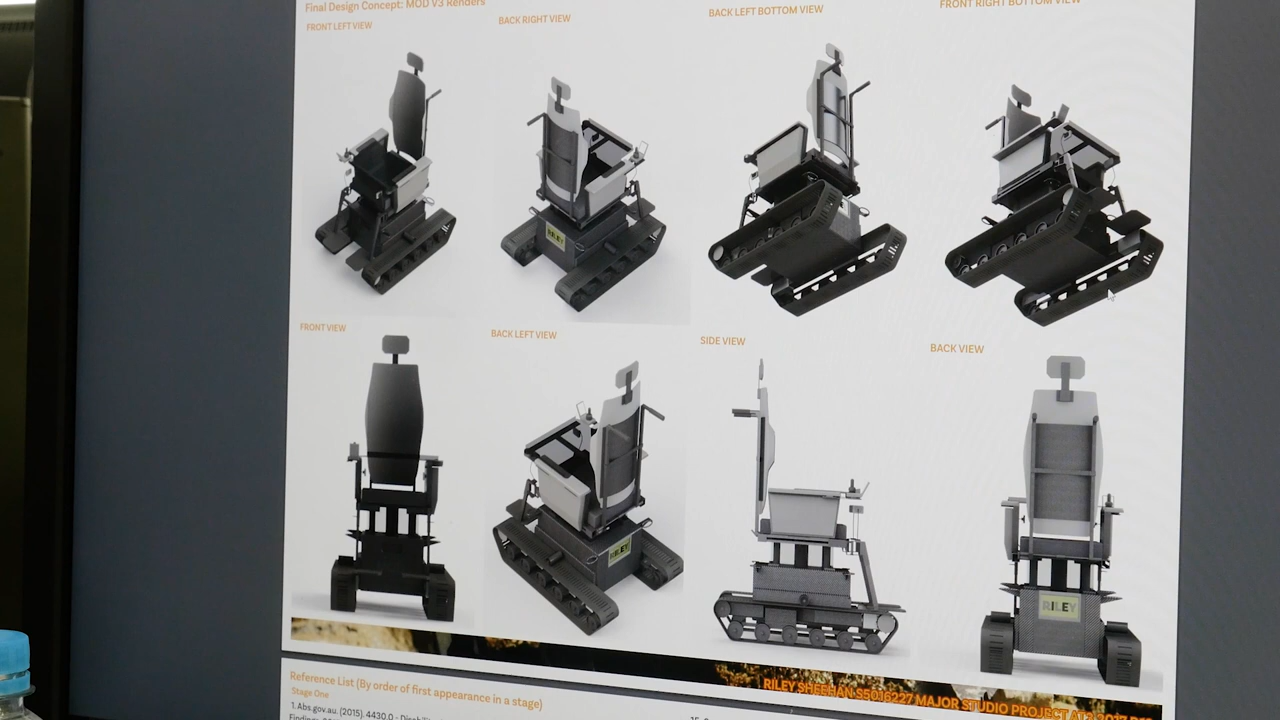 Final Design Concept: MOD V3 Renders
FRONT LEFT VIEW
BACK RIGHT VIEW
BACK LEFT BOTTOM VIEW
FRONT RIGHT BOTTOM VIEW
RILEY
FRONT VIEW
BACK LEFT VIEW
SIDE VIEW
BACK VIEW
RILEY
RILEY
RILEY SHEEHAN S5016227 MAJOR STUDIO PROJECT
Reference List (By order of first appearance in a stage)
Stage One
1. Abs.gov.au. (2015). 4430.0 -